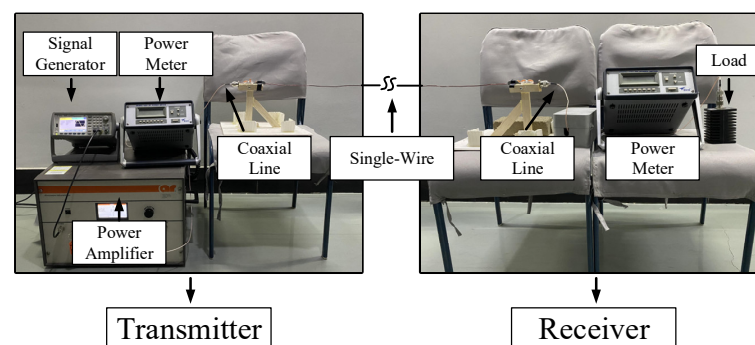 Signal
Generator
Power
Meter
Coaxial
Line
Power
Amplifier
Single-Wire
Coaxial
Line
Power
Meter
Load
Transmitter
Receiver